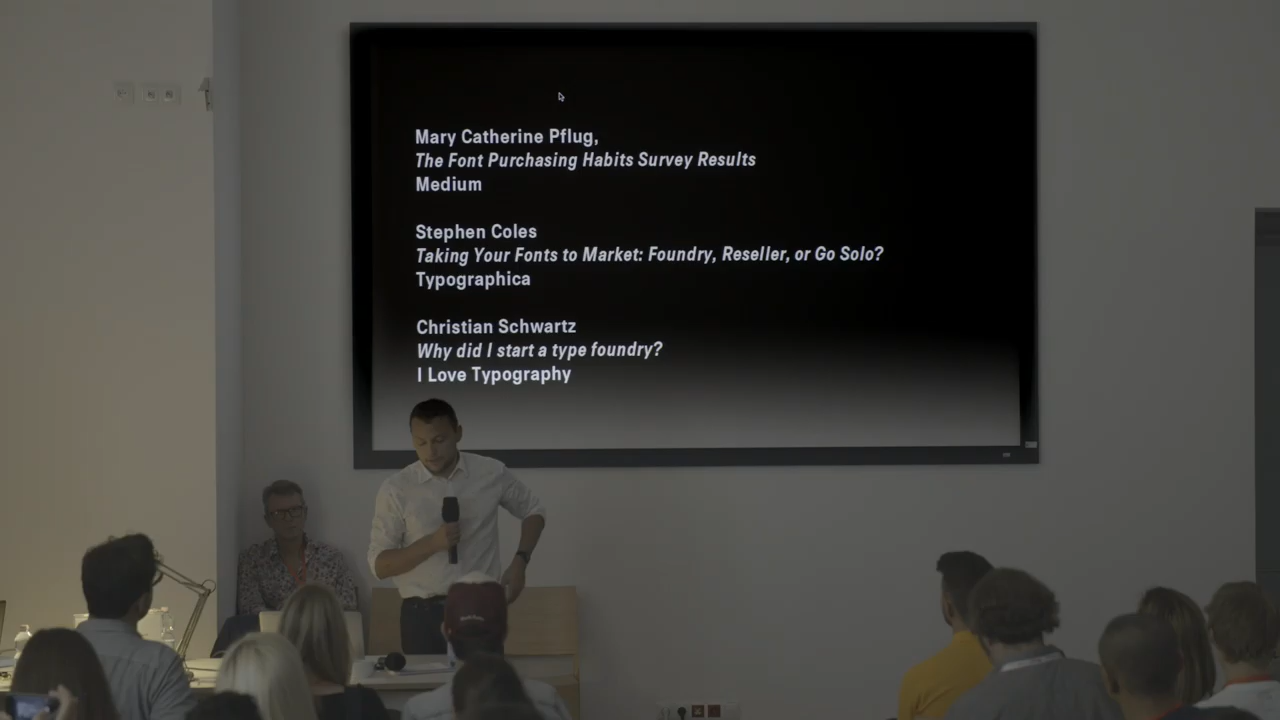 Mary Catherine Pflug,
The Font Purchasing Habits Survey Results
Medium
Stephen Coles
Taking Your Fonts to Market: Foundry, Reseller, or Go Solo?
Typographica
Christian Schwartz
Why did I start a type foundry?
I Love Typography